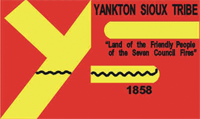 YANKTON SIOUX TRIBE
"Land of the Friendly People
of the Seven Council Fires"
1858